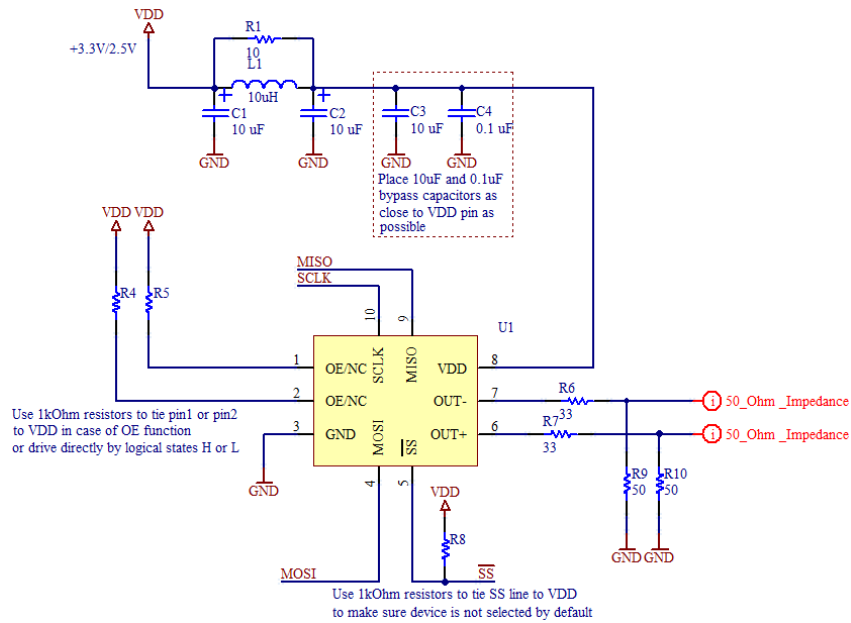 VDD
+3.3V/2.5V
R1
10
L1
10uH
C1
10 uF
C2
10 uF
C3
10 uF
C4
0.1 uF
GND
GND
GND
GND
Place 10uF and 0.1uF
bypass capacitors as
close to VDD pin as
possible
VDD
VDD
R4
R5
MISO
SCLK
10
9
U1
1
OE/NC
SCLK
MISO
VDD
8
2
OE/NC
OUT-
7
3
GND
MOSI
SS
OUT+
6
4
5
R6
33
R7
33
50_Ohm _Impedance
50_Ohm _Impedance
Use 1kOhm resistors to tie pin1 or pin2
to VDD in case of OE function
or drive directly by logical states H or L
GND
R9
50
R10
50
GND
GND
VDD
R8
MOSI
SS
Use 1kOhm resistors to tie SS line to VDD
to make sure device is not selected by default